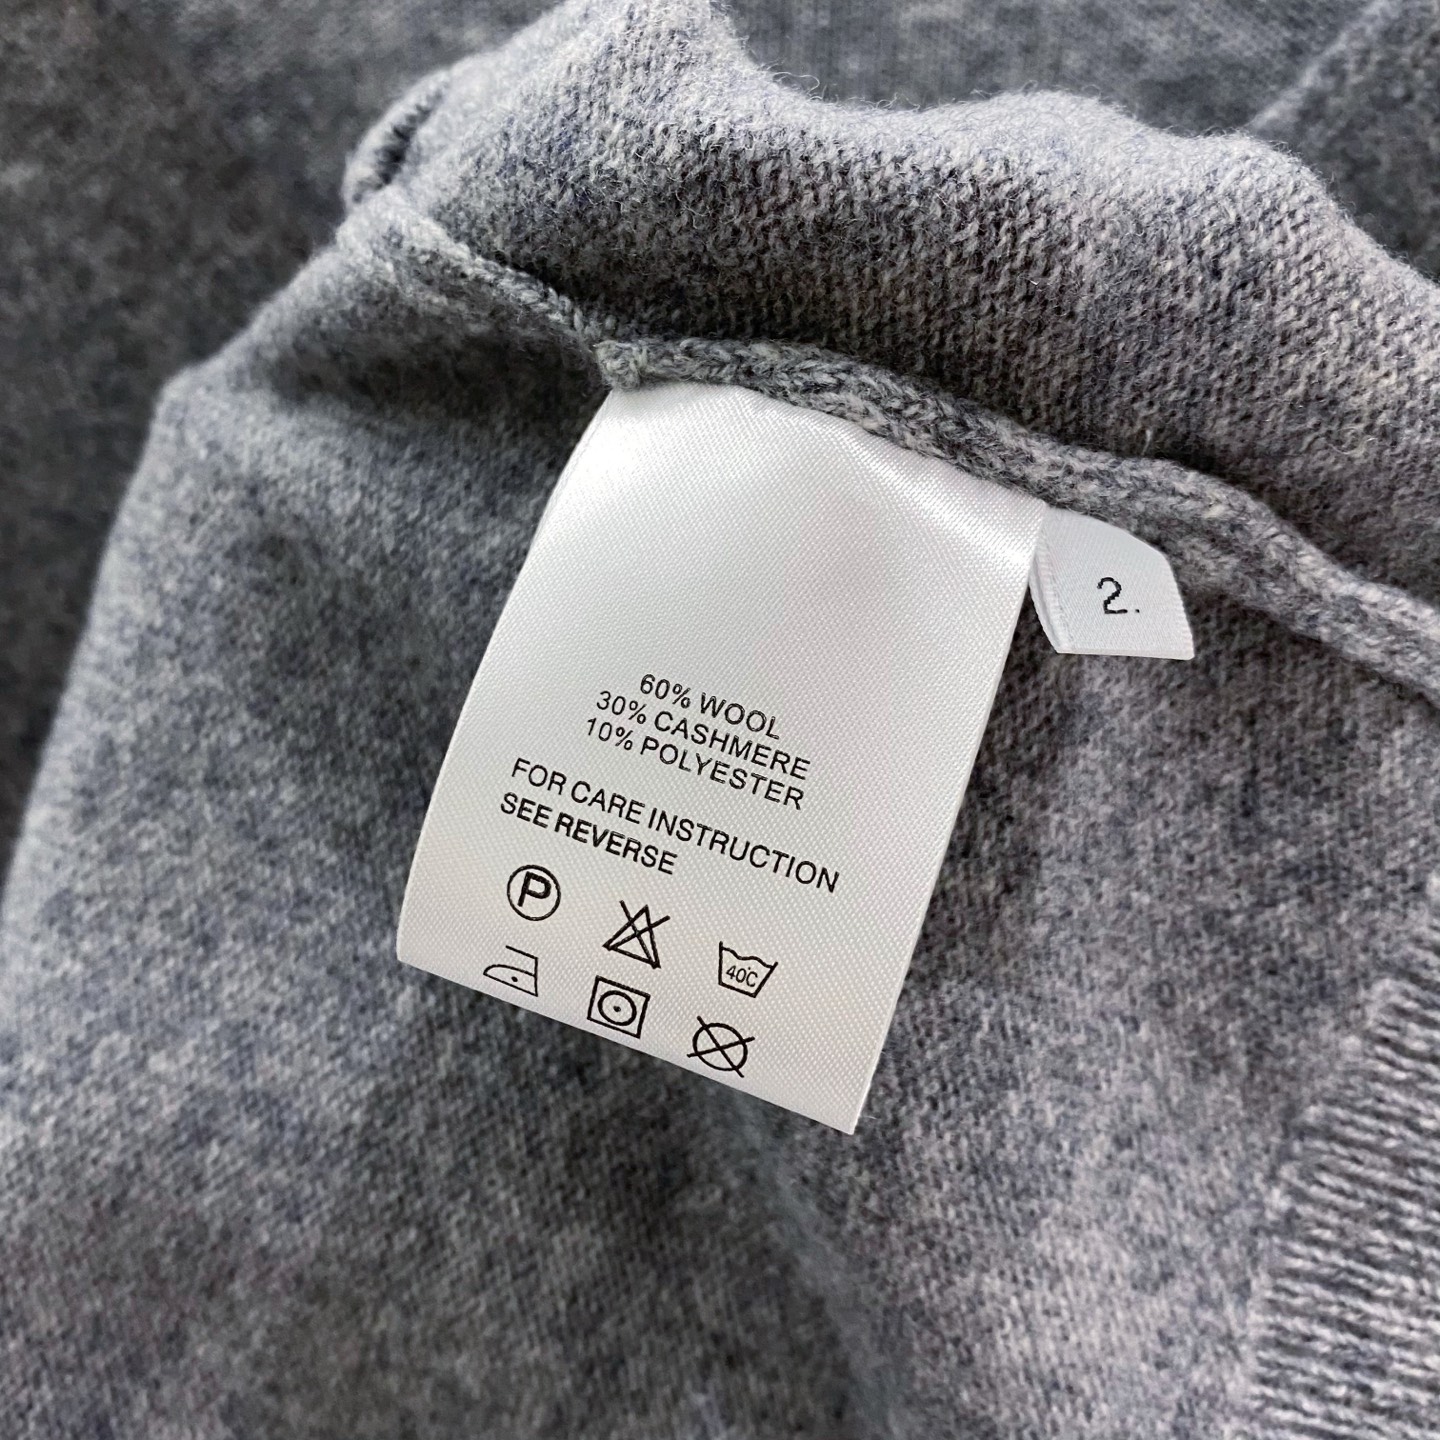 60% WOOL
30% CASHMERE
10% POLYESTER
FOR CARE INSTRUCTION
SEE REVERSE
P
40C
2.